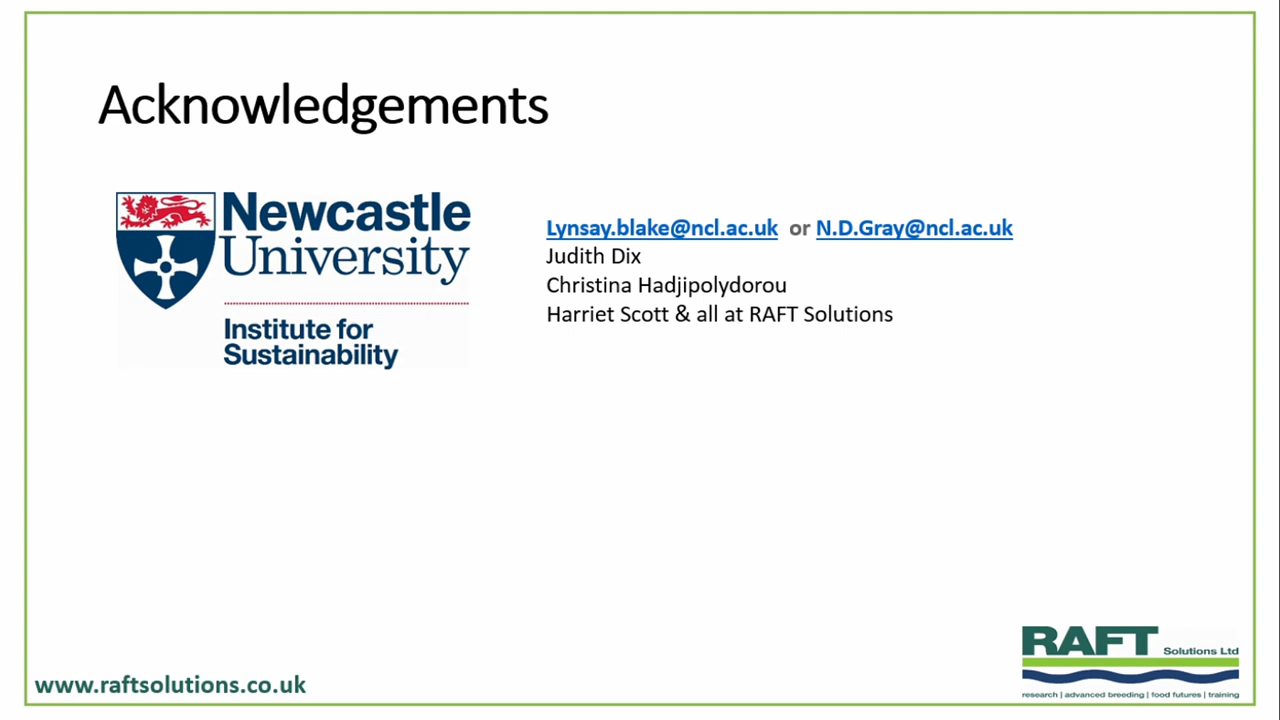 Acknowledgements
Newcastle
University
Institute for
Sustainability
Lynsay.blake@ncl.ac.uk or N.D.Gray@ncl.ac.uk
Judith Dix
Christina Hadjipolydorou
Harriet Scott & all at RAFT Solutions
RAFT Solutions Ltd
research | advanced breeding | food futures | training
www.raftsolutions.co.uk